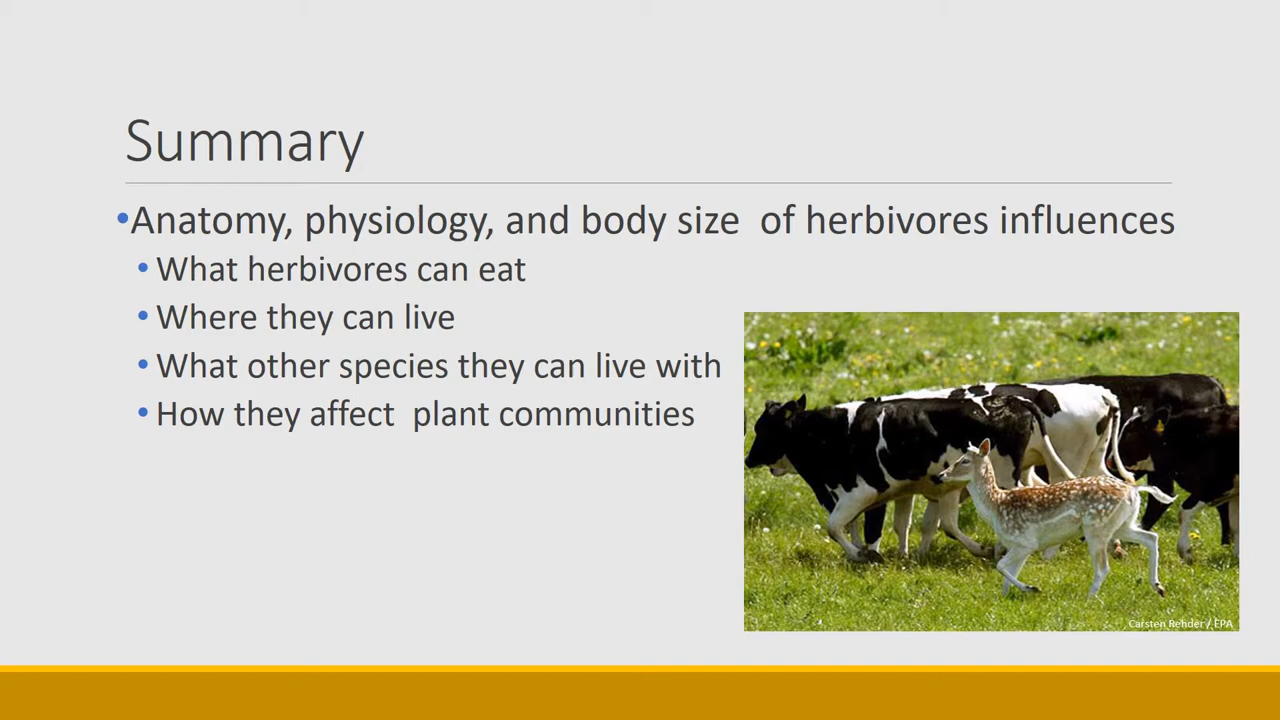 Summary
•Anatomy, physiology, and body size  of herbivores influences
• What herbivores can eat
• Where they can live
• What other species they can live with
• How they affect  plant communities
Carsten Rehder / EPA